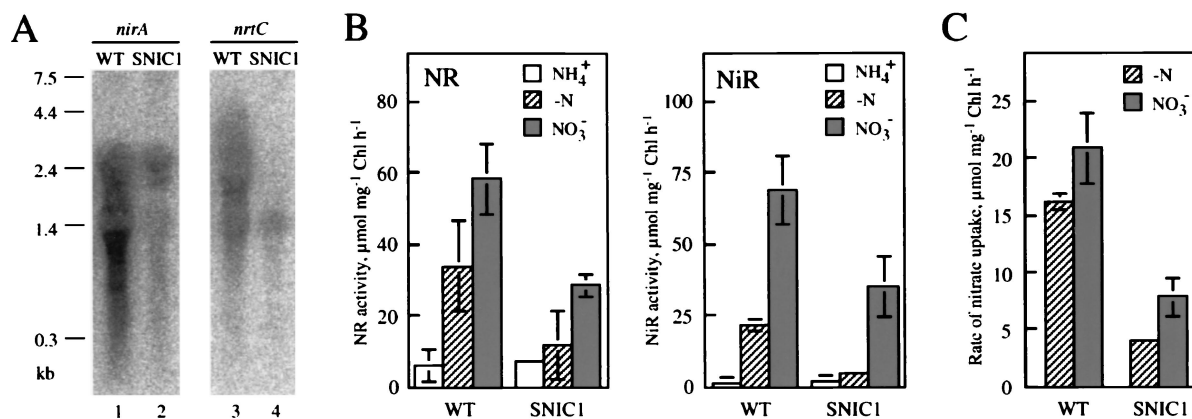 A
nirA nrtC
WT SNIC1 WT SNIC1
7.5
4.4
2.4
1.4
0.3
kb
1 2 3 4
B
NR
NH₄⁺
-N
NO₃⁻
NR activity, μmol mg⁻¹ Chl h⁻¹
80
60
40
20
0
WT SNIC1
NiR
NH₄⁺
-N
NO₃⁻
NiR activity, μmol mg⁻¹ Chl h⁻¹
100
75
50
25
0
WT SNIC1
C
-N
NO₃⁻
Rate of nitrate uptake, μmol mg⁻¹ Chl h⁻¹
25
20
15
10
5
0
WT SNIC1